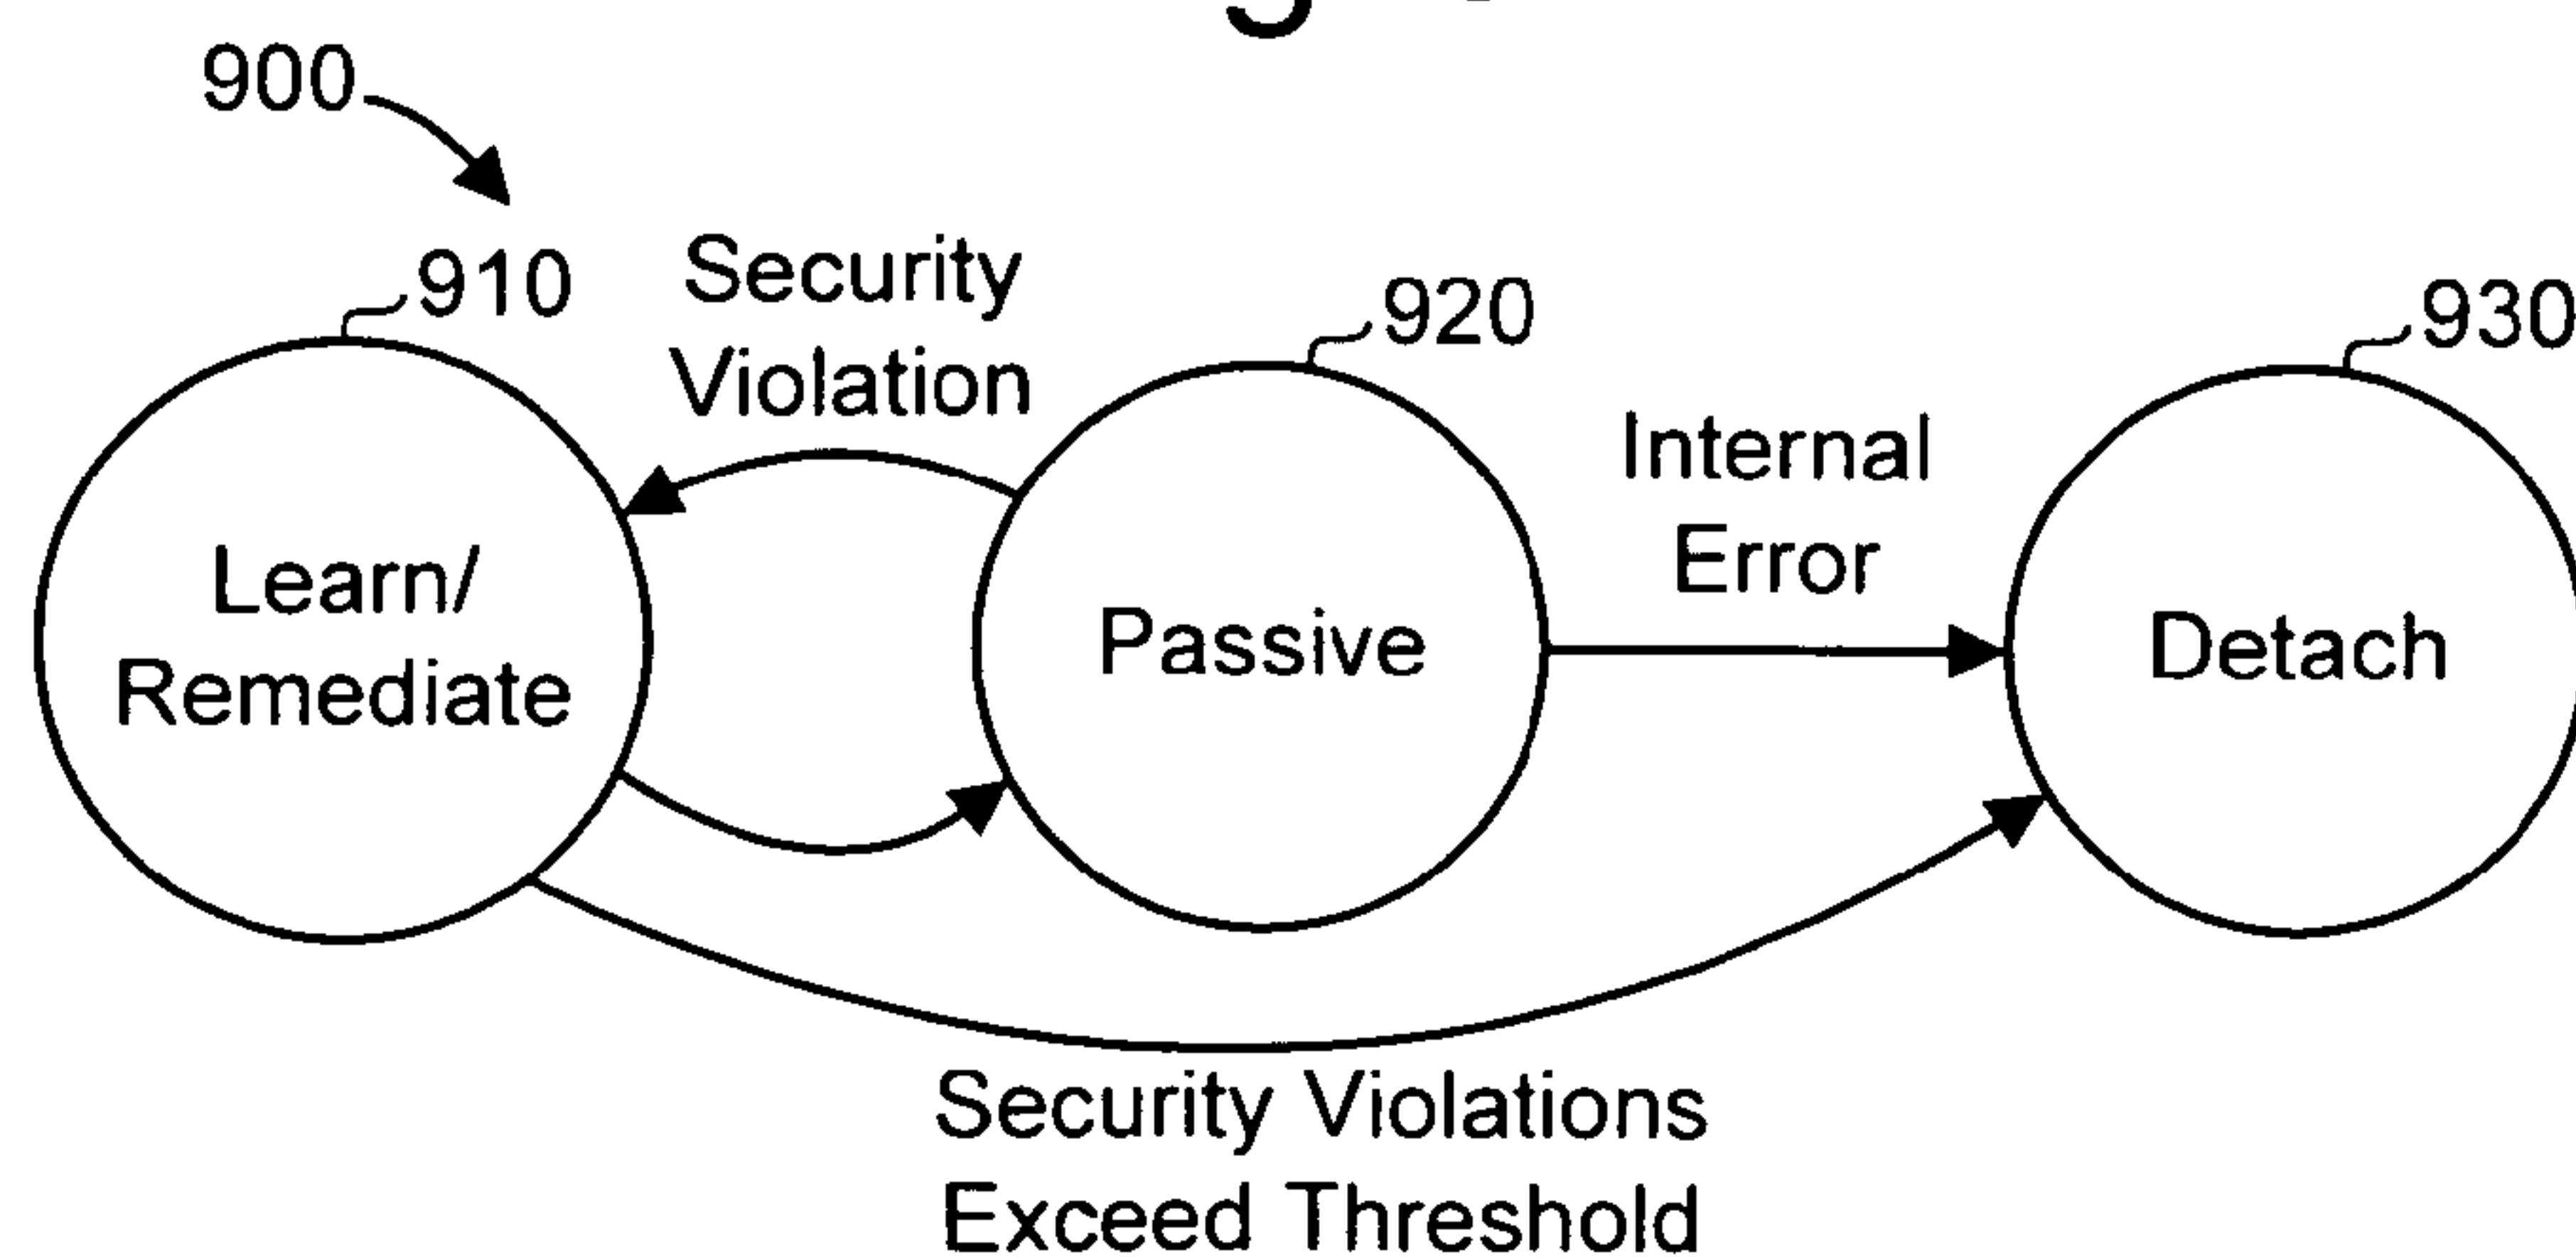 900
910
Security
Violation
920
930
Internal
Error
Learn/
Remediate
Passive
Detach
Security Violations
Exceed Threshold